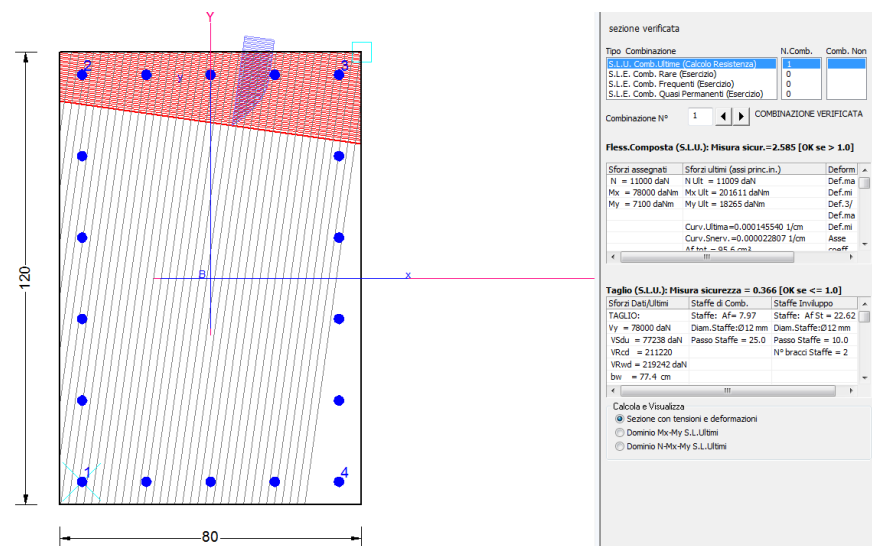 Y
2
3
y
120
B
x
1
4
80
sezione verificata
Tipo Combinazione N.Comb. Comb. Non
S.L.U. Comb.Ultime (Calcolo Resistenza) 1
S.L.E. Comb. Rare (Esercizio) 0
S.L.E. Comb. Frequenti (Esercizio) 0
S.L.E. Comb. Quasi Permanenti (Esercizio) 0
Combinazione N° 1 COMBINAZIONE VERIFICATA
Fless.Composta (S.L.U.): Misura sicur.=2.585 [OK se > 1.0]
Sforzi assegnati Sforzi ultimi (assi princ.in.) Deform
N = 11000 daN N Ult = 11009 daN Def.ma
Mx = 78000 daNm Mx Ult = 201611 daNm Def.mi
My = 7100 daNm My Ult = 18265 daNm Def.3/
Def.ma
Curv.Ultima=0.000145540 1/cm Def.mi
Curv.Snerv.=0.000022807 1/cm Asse
Af.tot = 95.6 cm² coeff
Taglio (S.L.U.): Misura sicurezza = 0.366 [OK se <= 1.0]
Sforzi Dati/Ultimi Staffe di Comb. Staffe Inviluppo
TAGLIO: Staffe: Af= 7.97 Staffe: Af St = 22.62
Vy = 78000 daN Diam.Staffe:Ø12 mm Diam.Staffe:Ø12 mm
VSdu = 77238 daN Passo Staffe = 25.0 Passo Staffe = 10.0
VRcd = 211220 N° bracci Staffe = 2
VRwd = 219242 daN
bw = 77.4 cm
Calcola e Visualizza
Sezione con tensioni e deformazioni
Dominio Mx-My S.L.Ultimi
Dominio N-Mx-My S.L.Ultimi